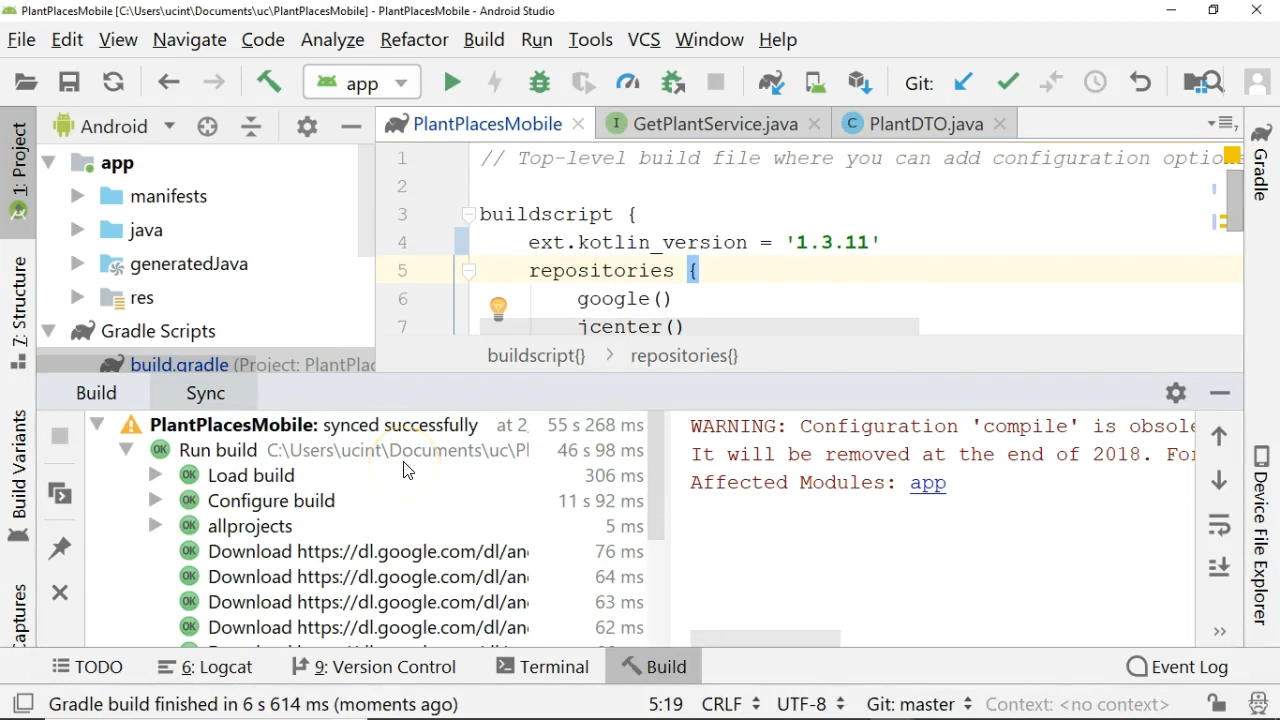 PlantPlacesMobile [C:\Users\ucint\Documents\uc\PlantPlacesMobile] - PlantPlacesMobile - Android Studio
File Edit View Navigate Code Analyze Refactor Build Run Tools VCS Window Help
app Git:
1: Project
7: Structure
Build Variants
aptures
Android
app
manifests
java
generatedJava
res
Gradle Scripts
build.gradle (Project: PlantPlac
PlantPlacesMobile GetPlantService.java PlantDTO.java
1 // Top-level build file where you can add configuration optio
2
3 buildscript {
4 ext.kotlin_version = '1.3.11'
5 repositories {
6 google()
7 jcenter()
buildscript{} > repositories{}
Gradle
Device File Explorer
Build Sync
PlantPlacesMobile: synced successfully at 2 55 s 268 ms
Run build C:\Users\ucint\Documents\uc\Pl 46 s 98 ms
Load build 306 ms
Configure build 11 s 92 ms
allprojects 5 ms
Download https://dl.google.com/dl/an 76 ms
Download https://dl.google.com/dl/an 64 ms
Download https://dl.google.com/dl/an 63 ms
Download https://dl.google.com/dl/an 62 ms
WARNING: Configuration 'compile' is obsole
It will be removed at the end of 2018. For
Affected Modules: app
TODO 6: Logcat 9: Version Control Terminal Build Event Log
Gradle build finished in 6 s 614 ms (moments ago) 5:19 CRLF UTF-8 Git: master Context: <no context>